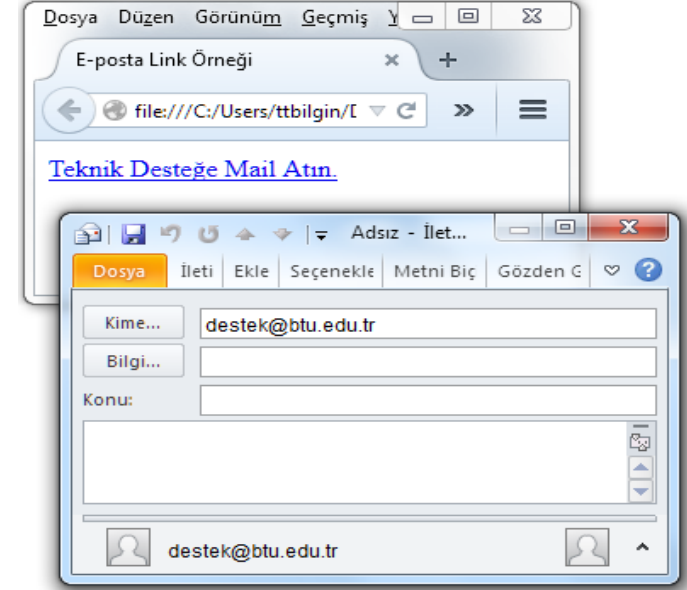 Dosya Düzen Görünüm Geçmiş Y
E-posta Link Örneği
file:///C:/Users/ttbilgin/D
Teknik Desteğe Mail Atın.
Adsız - İlet...
Dosya İleti Ekle Seçenekle Metni Biç Gözden G
Kime... destek@btu.edu.tr
Bilgi...
Konu:
destek@btu.edu.tr